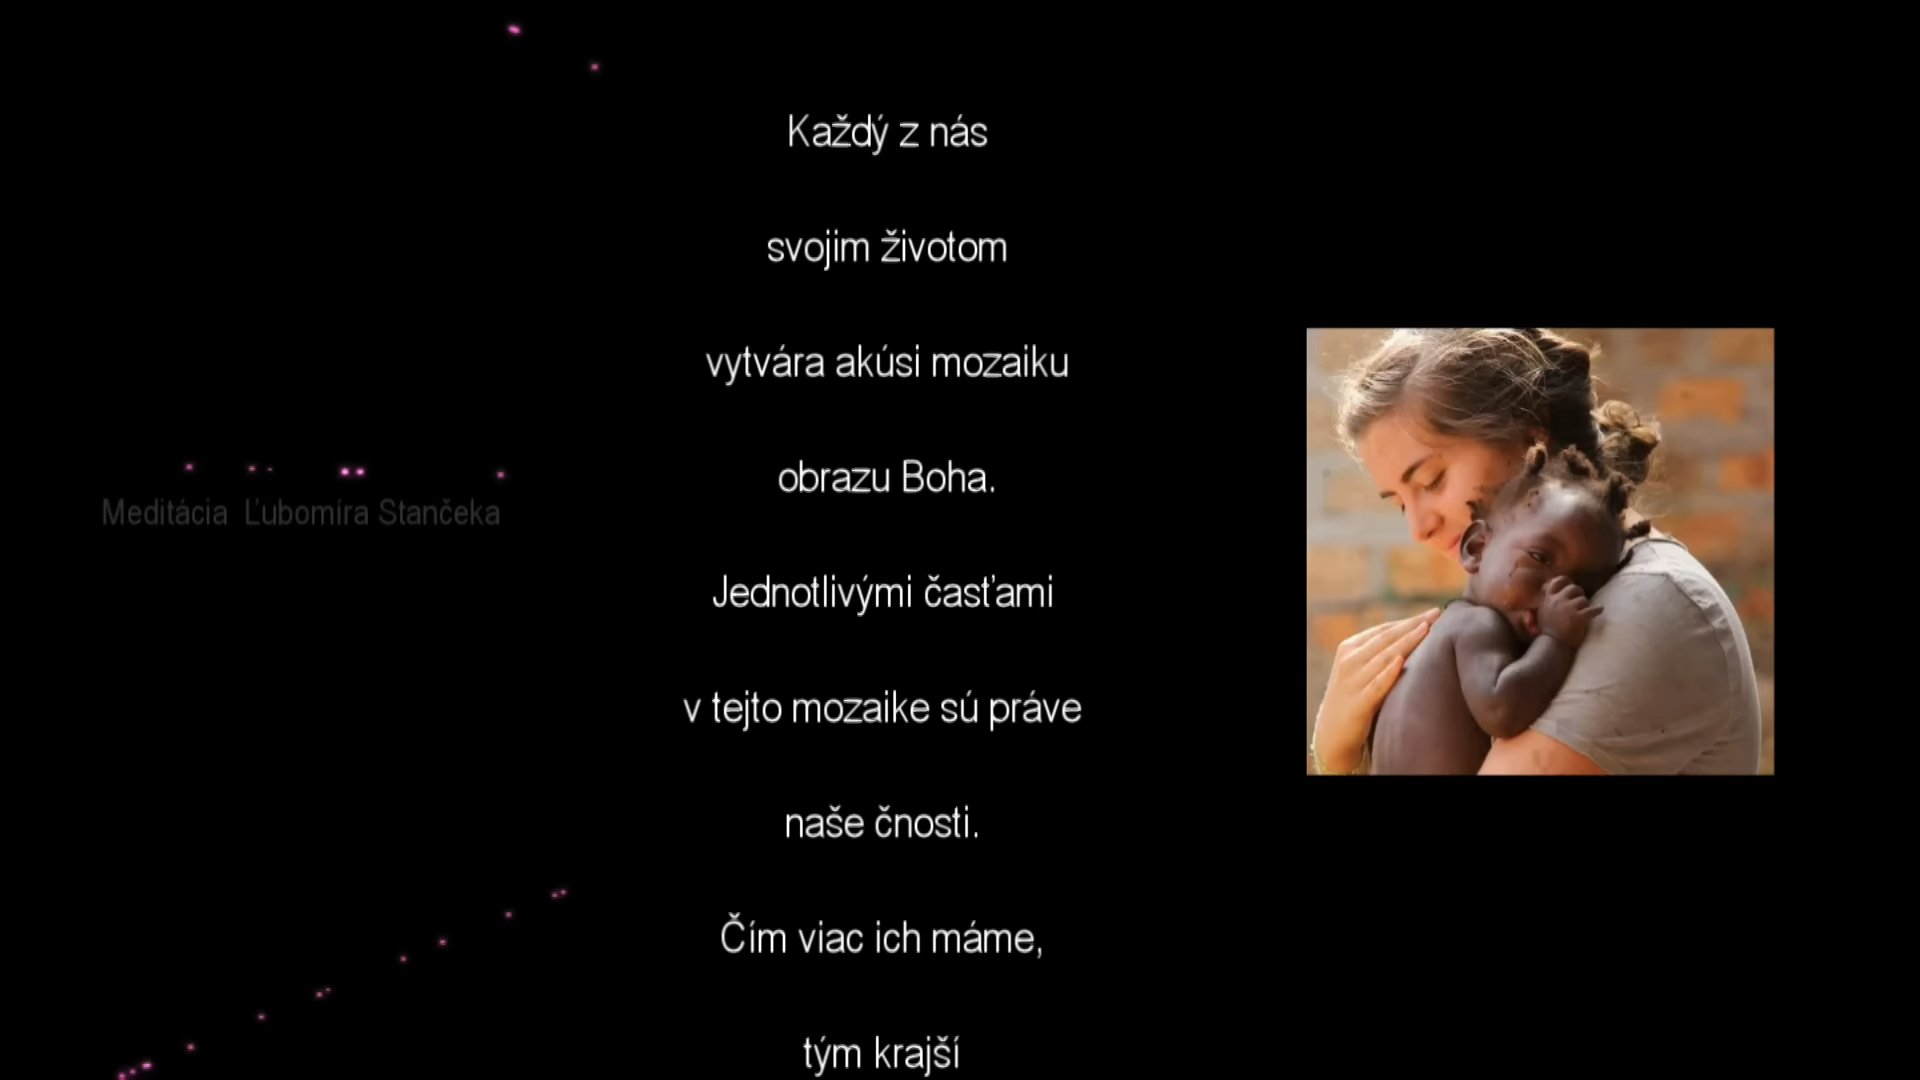 Každý z nás
svojim životom
vytvára akúsi mozaiku
obrazu Boha.
Meditácia Ľubomíra Stančeka
Jednotlivými časťami
v tejto mozaike sú práve
naše čnosti.
Čím viac ich máme,
tým krajší